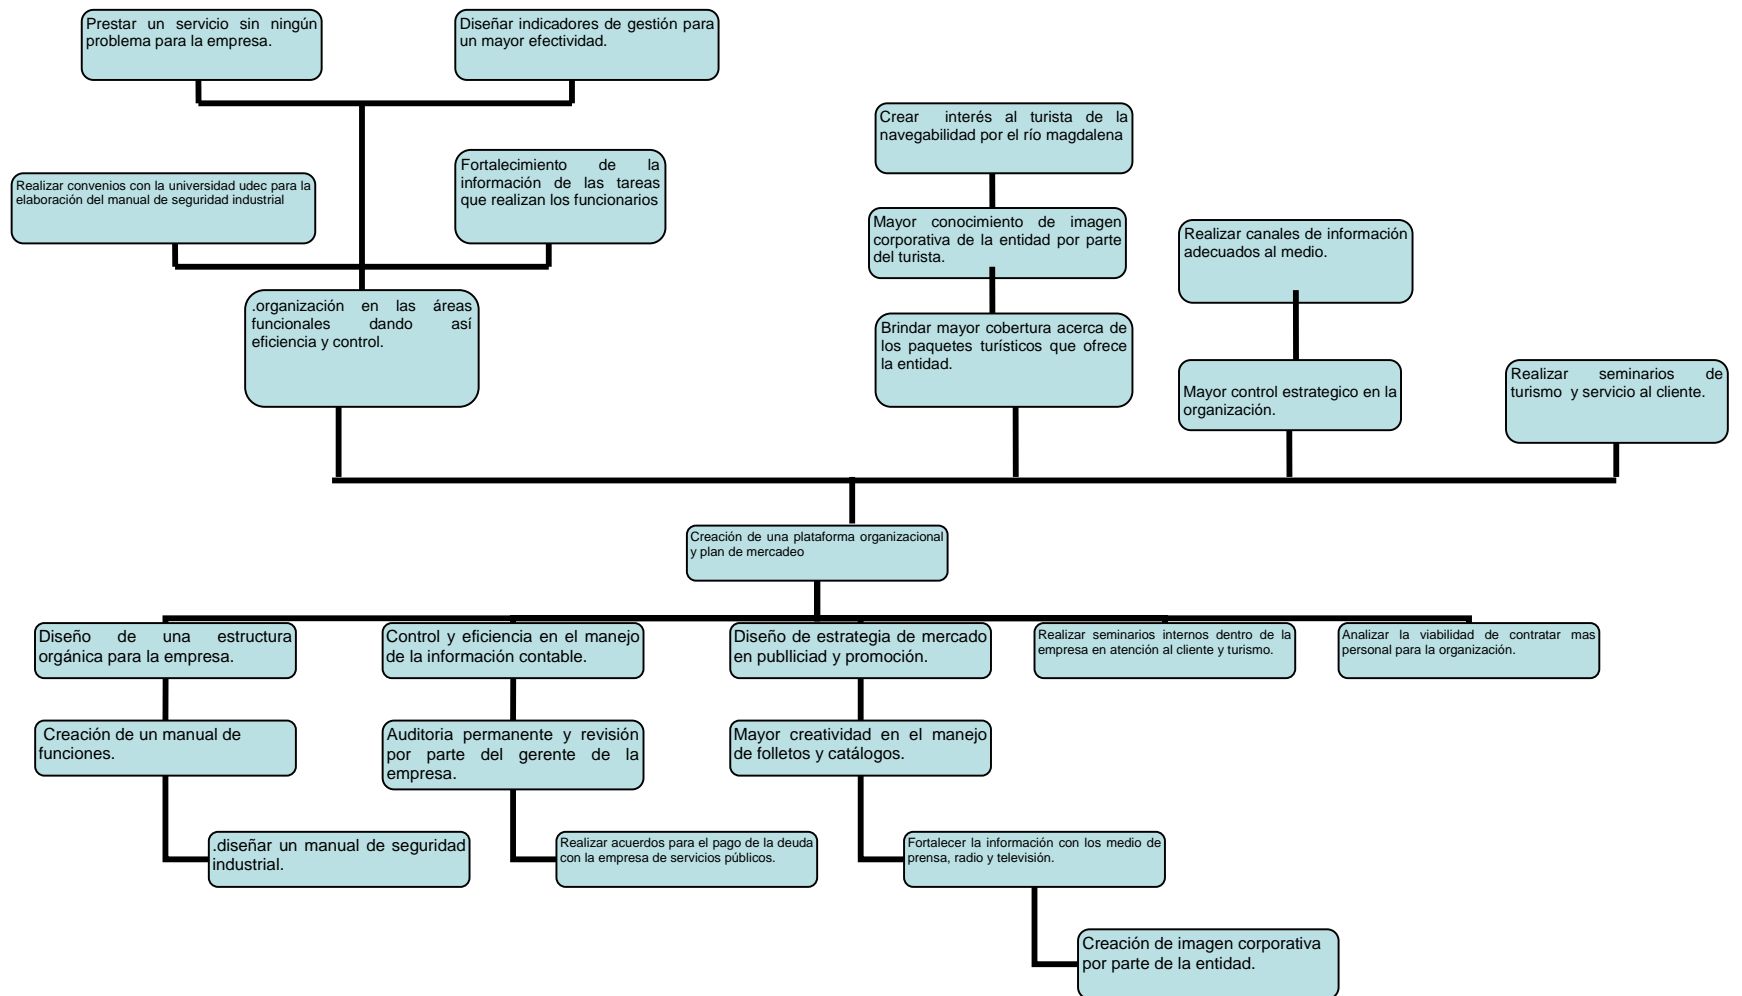 Prestar un servicio sin ningún
problema para la empresa.
Diseñar indicadores de gestión para
un mayor efectividad.
Crear interés al turista de la
navegabilidad por el río magdalena
Realizar convenios con la universidad udec para la
elaboración del manual de seguridad industrial
Fortalecimiento de la
información de las tareas
que realizan los funcionarios
Mayor conocimiento de imagen
corporativa de la entidad por parte
del turista.
Realizar canales de información
adecuados al medio.
.organización en las áreas
funcionales dando así
eficiencia y control.
Brindar mayor cobertura acerca de
los paquetes turísticos que ofrece
la entidad.
Mayor control estrategico en la
organización.
Realizar seminarios de
turismo y servicio al cliente.
Creación de una plataforma organizacional
y plan de mercadeo
Diseño de una estructura
orgánica para la empresa.
Control y eficiencia en el manejo
de la información contable.
Diseño de estrategia de mercado
en publliciad y promoción.
Realizar seminarios internos dentro de la
empresa en atención al cliente y turismo.
Analizar la viabilidad de contratar mas
personal para la organización.
Creación de un manual de
funciones.
Auditoria permanente y revisión
por parte del gerente de la
empresa.
Mayor creatividad en el manejo
de folletos y catálogos.
.diseñar un manual de seguridad
industrial.
Realizar acuerdos para el pago de la deuda
con la empresa de servicios públicos.
Fortalecer la información con los medio de
prensa, radio y televisión.
Creación de imagen corporativa
por parte de la entidad.